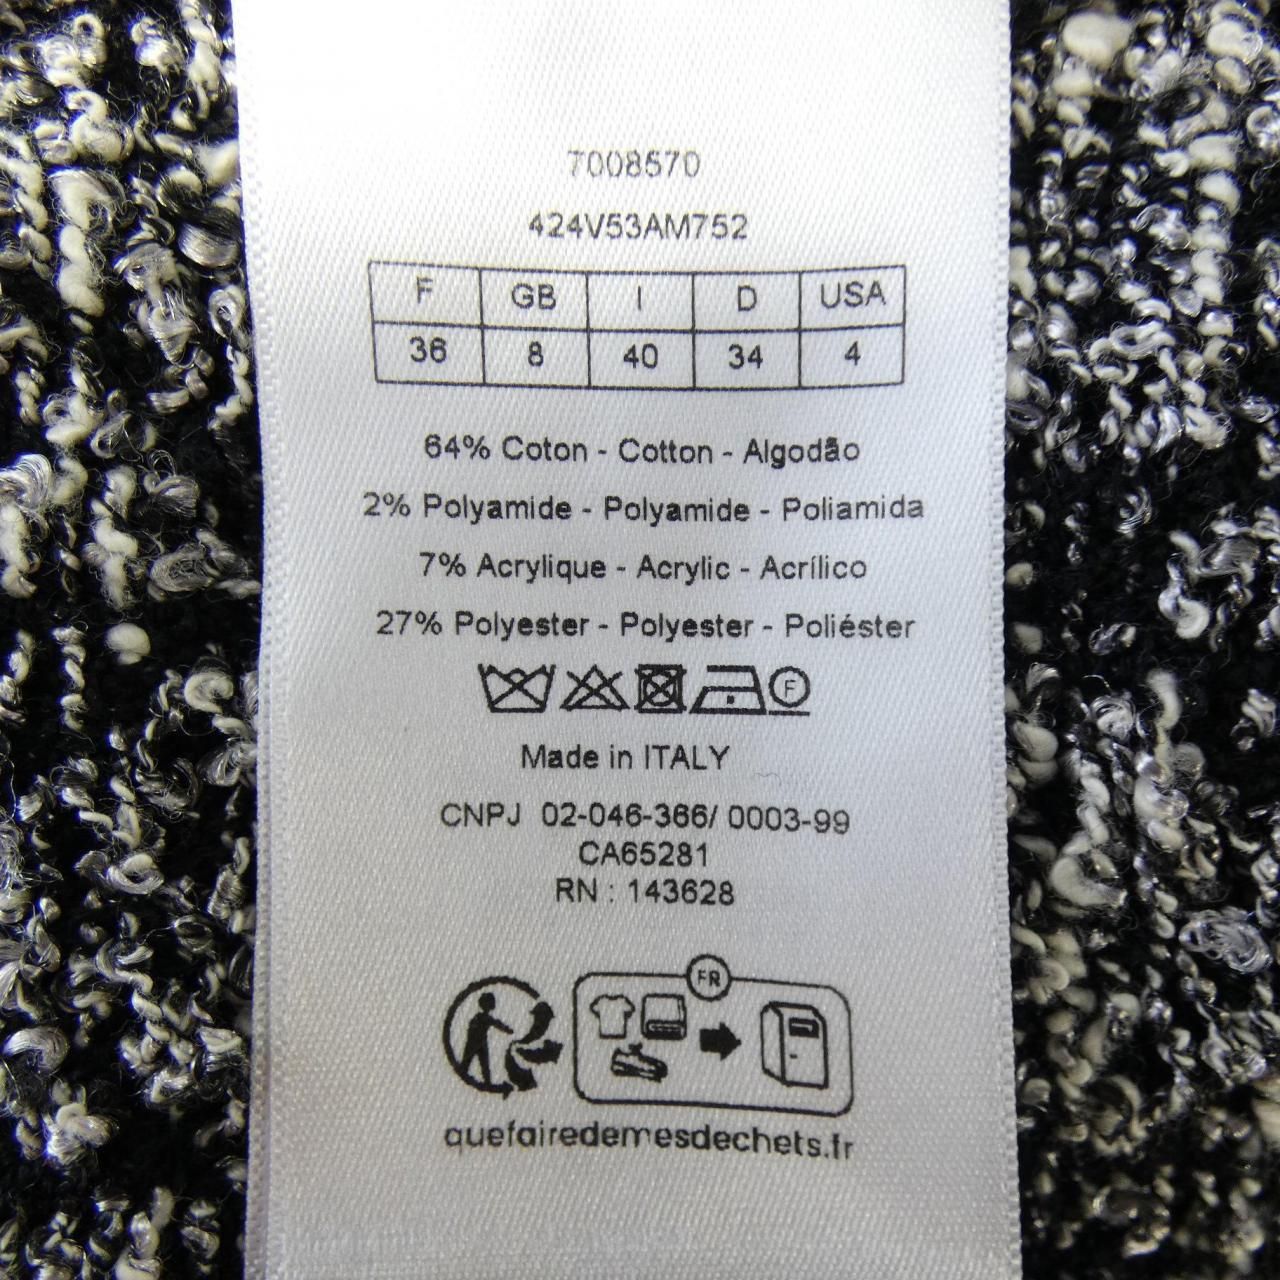 7008570
424V53AM752
F GB I D USA
36 8 40 34 4
64% Coton - Cotton - Algodão
2% Polyamide - Polyamide - Poliamida
7% Acrylique - Acrylic - Acrílico
27% Polyester - Polyester - Poliéster
F
Made in ITALY
CNPJ 02-046-366/ 0003-99
CA65281
RN : 143628
FR
quefairedemesdechets.fr